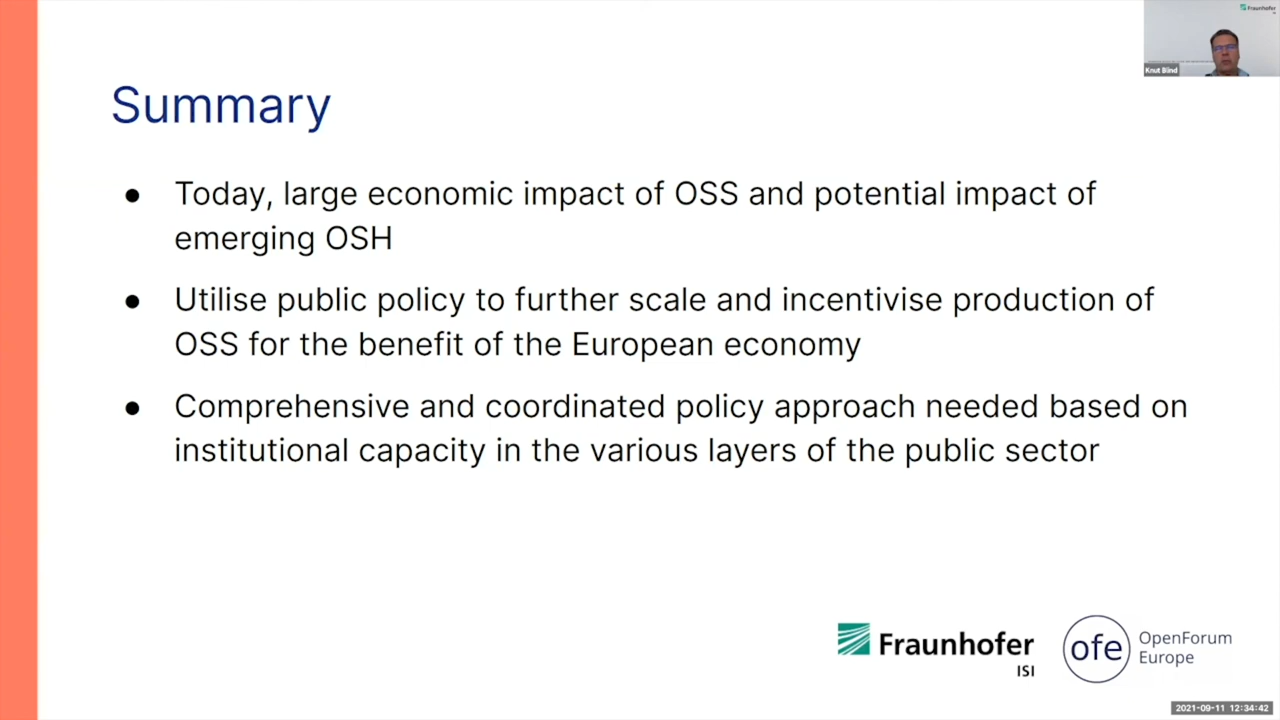 Fraunhofer
Knut Blind
Summary
● Today, large economic impact of OSS and potential impact of
emerging OSH
● Utilise public policy to further scale and incentivise production of
OSS for the benefit of the European economy
● Comprehensive and coordinated policy approach needed based on
institutional capacity in the various layers of the public sector
Fraunhofer
ISI
ofe
OpenForum
Europe
2021-09-11 12:34:42